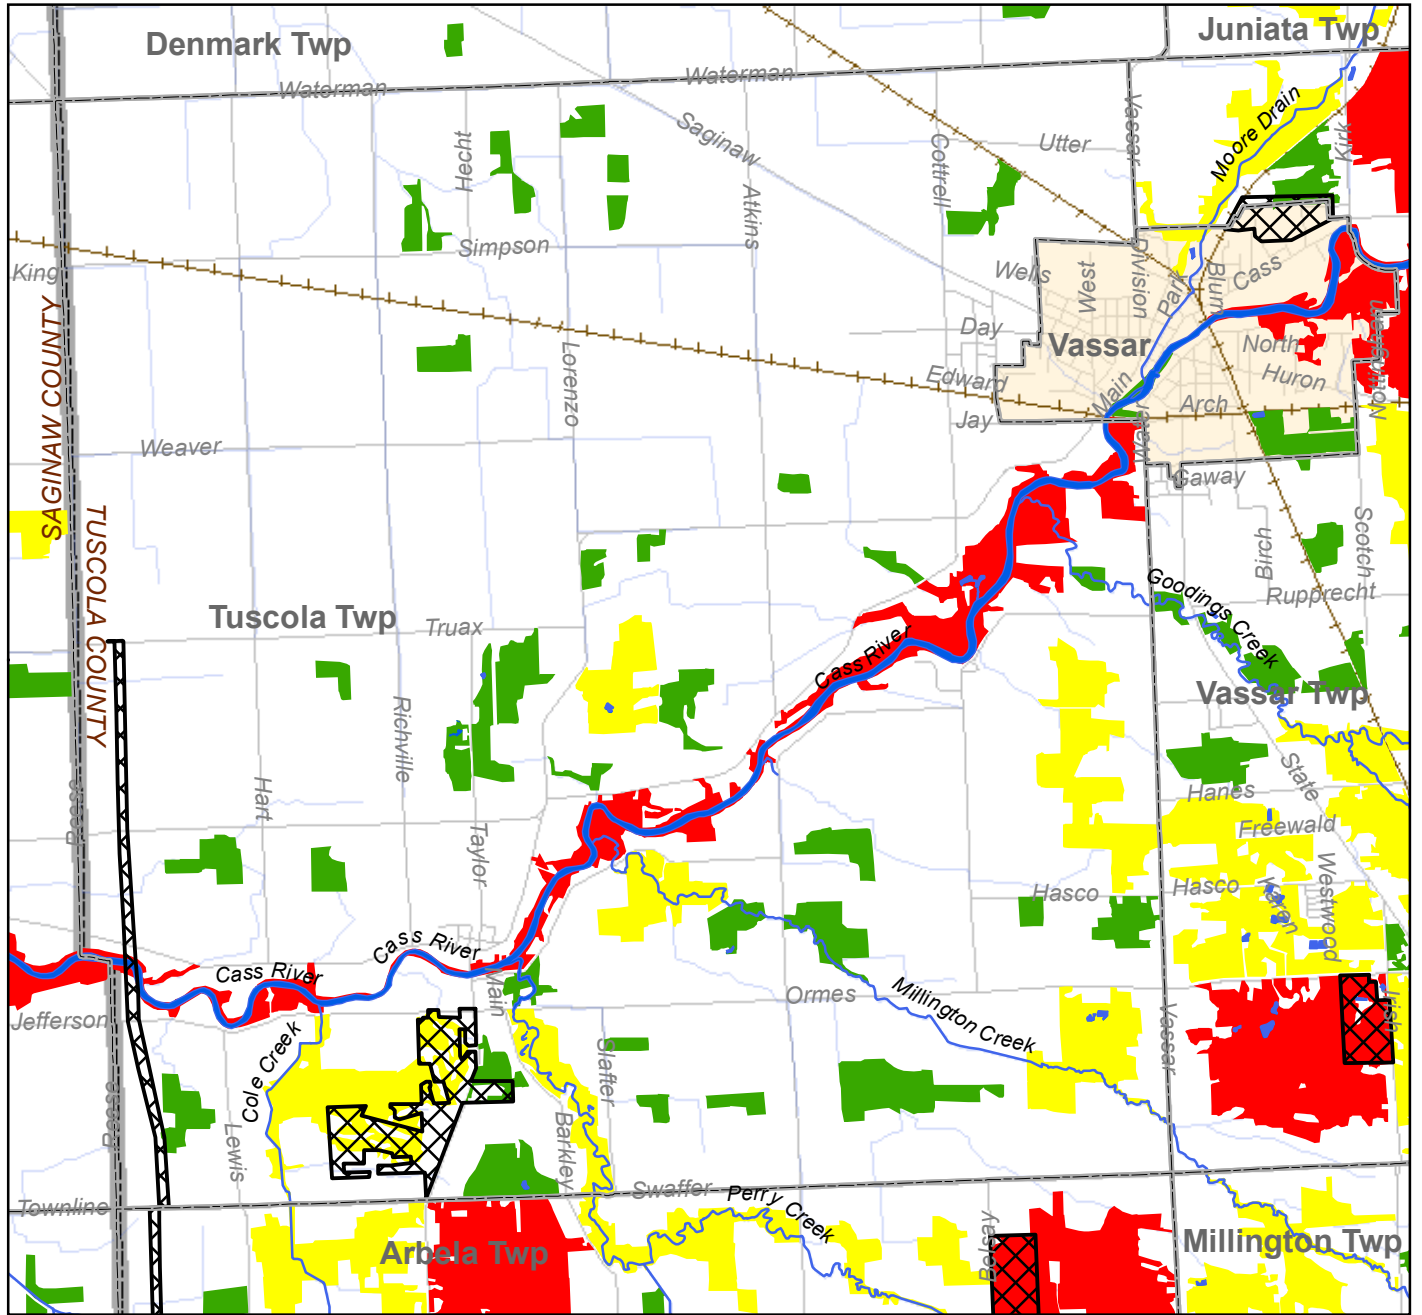 Denmark Twp
Juniata Twp
Waterman
Waterman
Saginaw
Hecht
Cottrell
Utter
Vassar
Moore Drain
Kirk
Atkins
Simpson
King
Wells
West
Division
Park
Blum
Cass
SAGINAW COUNTY
TUSCOLA COUNTY
Day
Vassar
North
Huron
Edward
Main
Arch
Jay
Lorenzo
Weaver
Gaway
Birch
Scotch
Rupprecht
Goodings Creek
Tuscola Twp
Truax
Cass River
Vassar Twp
Richville
State
Hanes
Freewald
Hart
Taylor
Hasco
Hasco
Westwood
Karen
Cass River
Cass River
Main
Ormes
Millington Creek
Jefferson
Irish
Cole Creek
Slafter
Vassar
Reese
Lewis
Barkley
Townline
Swaffer
Perry Creek
Arbela Twp
Millington Twp